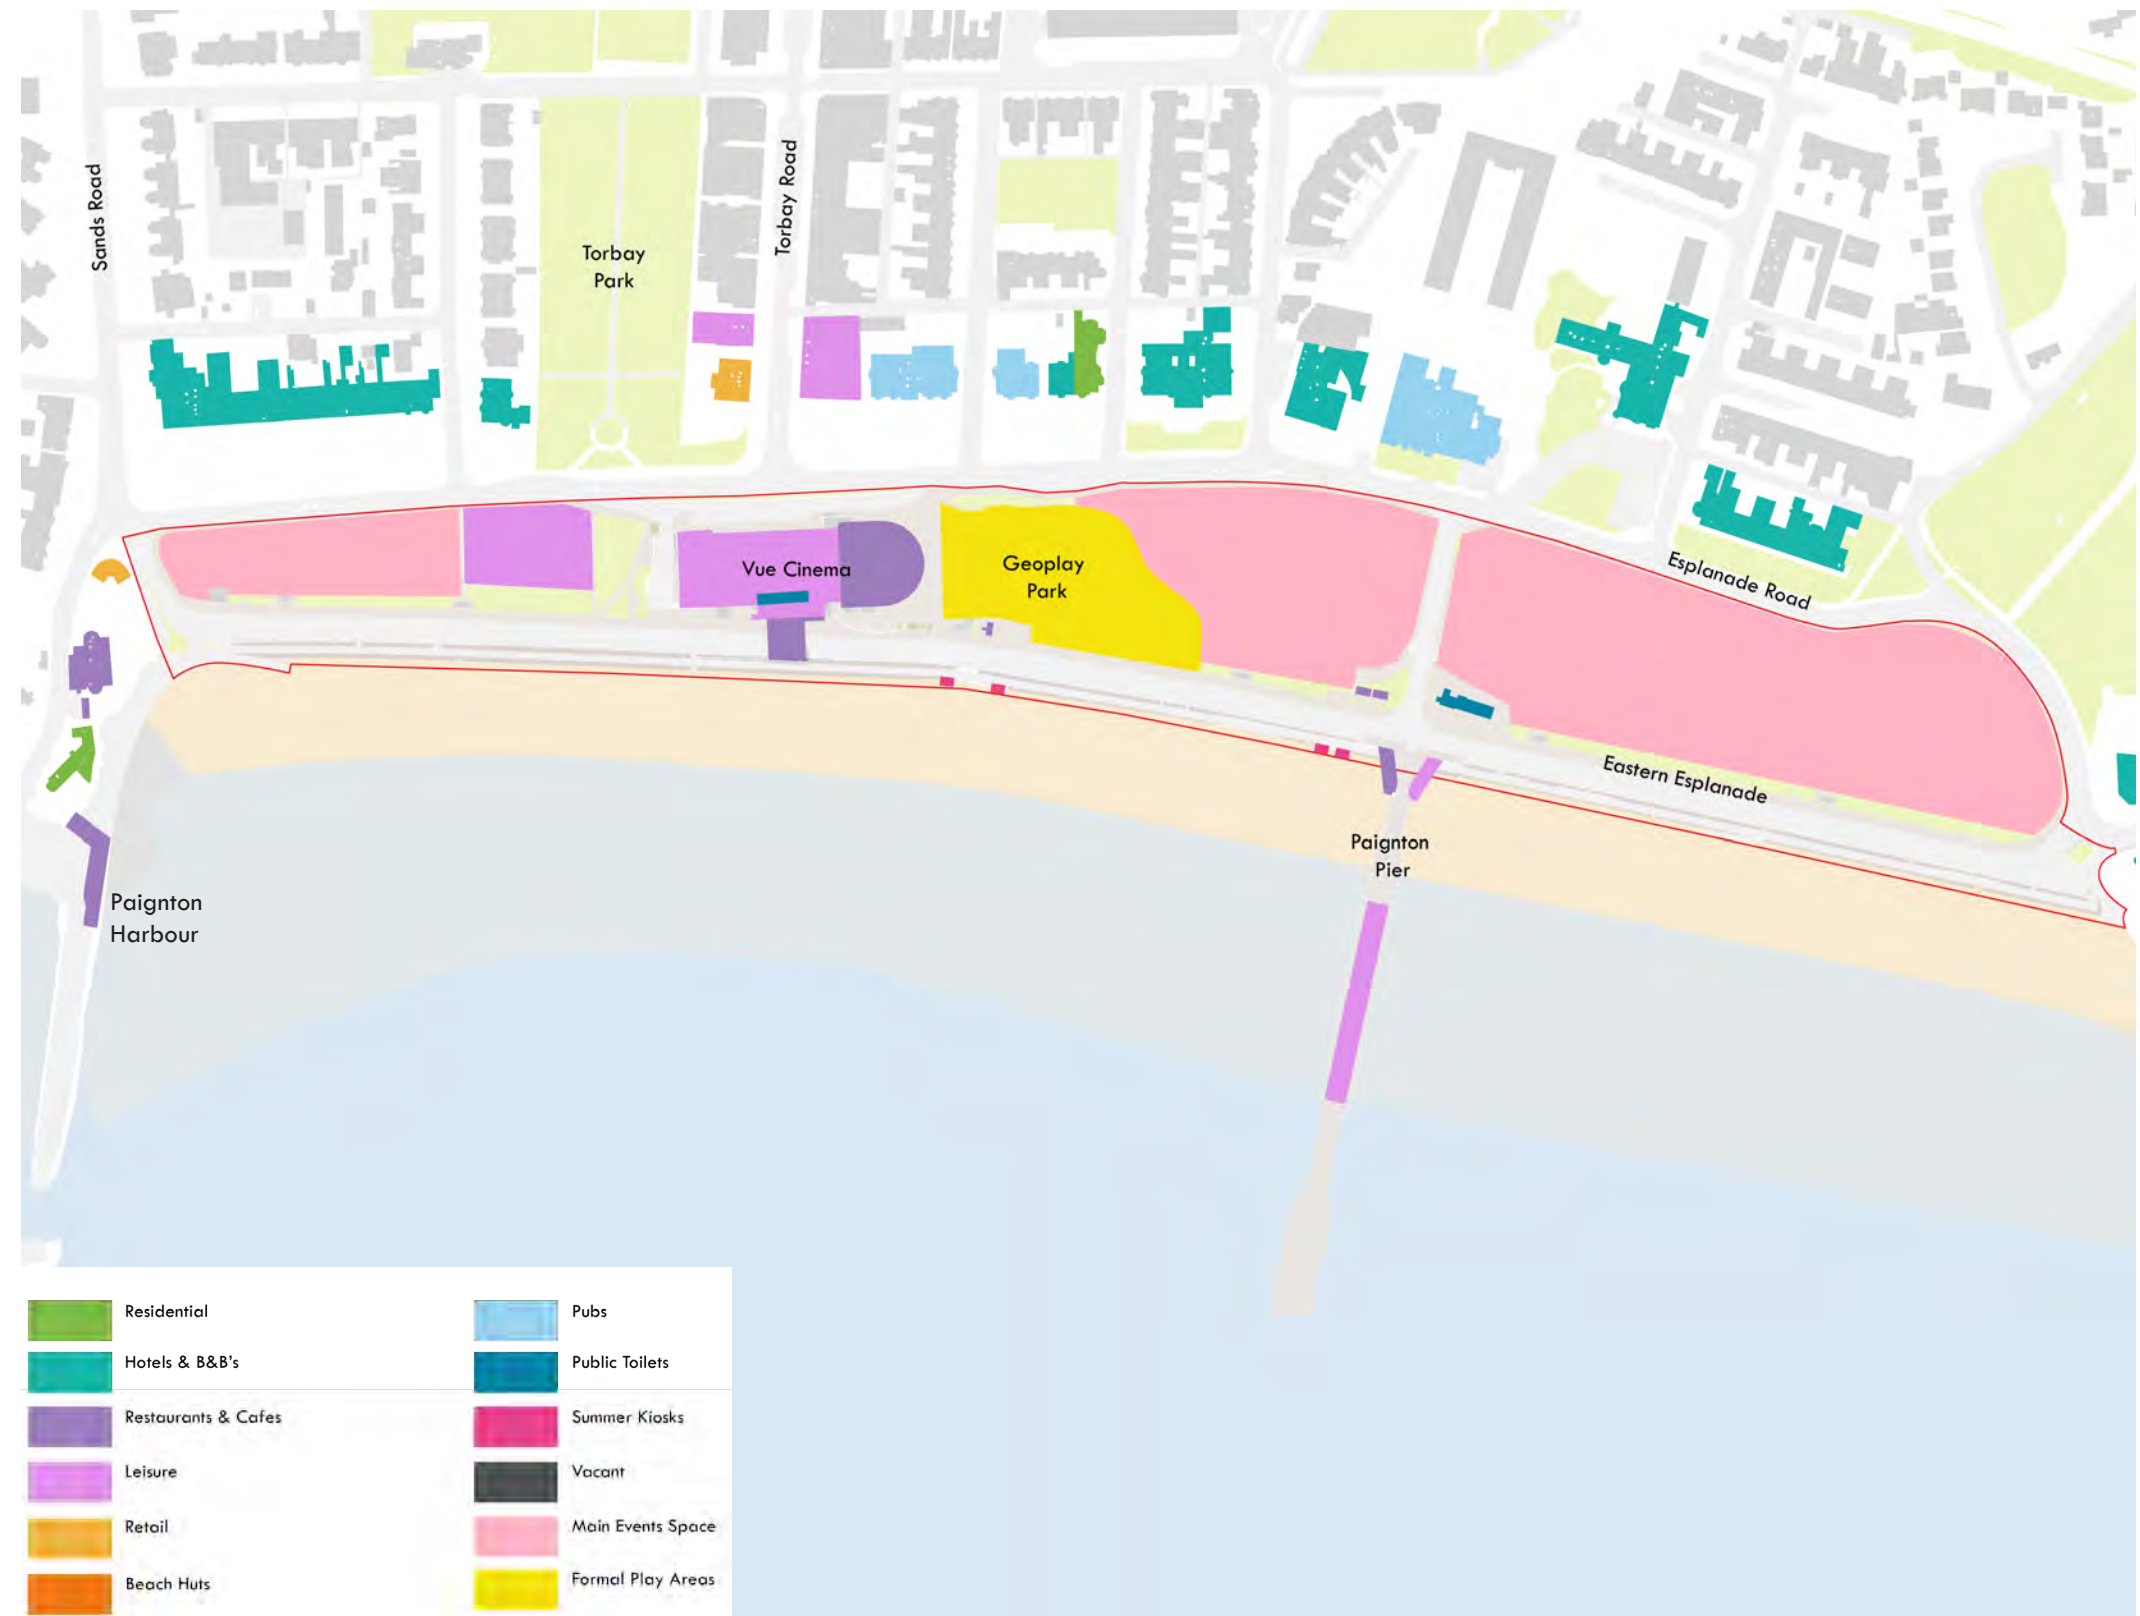 Sands Road
Torbay Road
Torbay
Park
Vue Cinema
Geoplay
Park
Esplanade Road
Eastern Esplanade
Paignton
Pier
Paignton
Harbour
Residential
Hotels & B&B's
Restaurants & Cafes
Leisure
Retail
Beach Huts
Pubs
Public Toilets
Summer Kiosks
Vacant
Main Events Space
Formal Play Areas